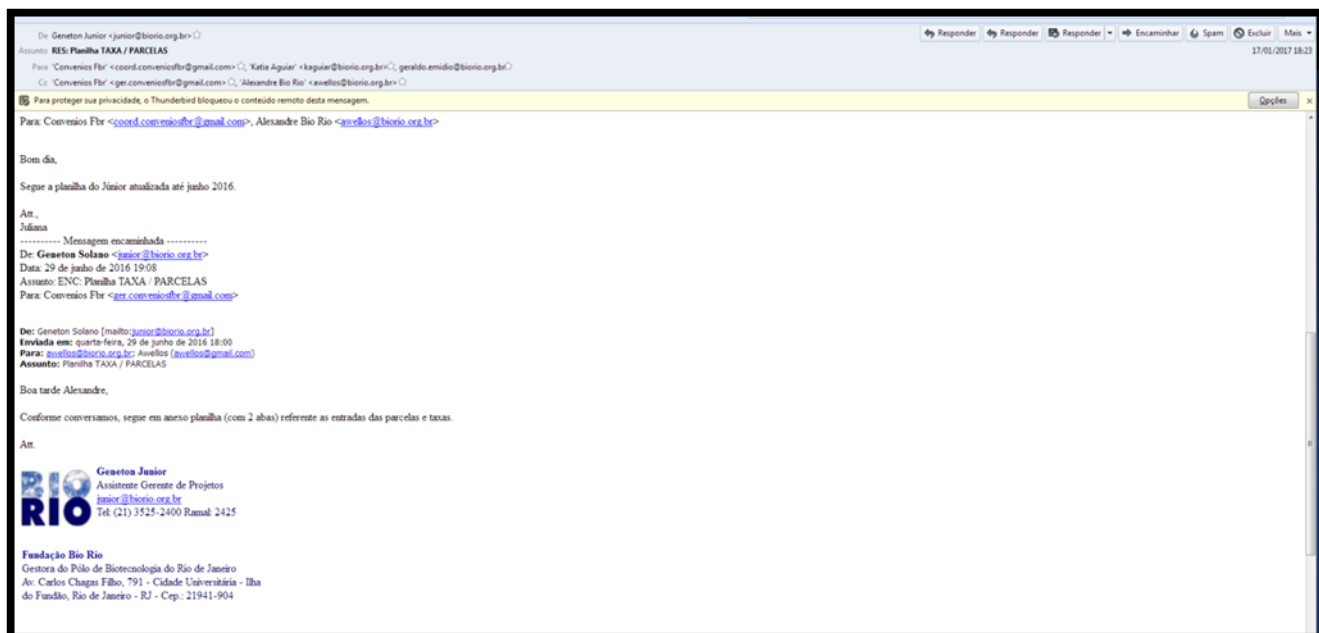 De Geneton Junior <junior@biorio.org.br>
Responder Responder Responder Encaminhar Spam Excluir Mais
Assunto RES: Planilha TAXA / PARCELAS
17/01/2017 18:23
Para 'Convenios Fbr' <coord.conveniosfbr@gmail.com>, 'Katia Aguiar' <kaguiar@biorio.org.br>, geraldo.emidio@biorio.org.br
Cc 'Convenios Fbr' <ger.conveniosfbr@gmail.com>, 'Alexandre Bio Rio' <awellos@biorio.org.br>
Para proteger sua privacidade, o Thunderbird bloqueou o conteúdo remoto desta mensagem.
Opções
Para: Convenios Fbr <coord.conveniosfbr@gmail.com>, Alexandre Bio Rio <awellos@biorio.org.br>
Bom dia,
Segue a planilha do Júnior atualizada até junho 2016.
Att.,
Juliana
---------- Mensagem encaminhada ----------
De: Geneton Solano <junior@biorio.org.br>
Data: 29 de junho de 2016 19:08
Assunto: ENC: Planilha TAXA / PARCELAS
Para: Convenios Fbr <ger.conveniosfbr@gmail.com>
De: Geneton Solano [mailto:junior@biorio.org.br]
Enviada em: quarta-feira, 29 de junho de 2016 18:00
Para: awellos@biorio.org.br; Awellos (awellos@gmail.com)
Assunto: Planilha TAXA / PARCELAS
Boa tarde Alexandre,
Conforme conversamos, segue em anexo planilha (com 2 abas) referente as entradas das parcelas e taxas.
Att.
BIO
RIO
Geneton Junior
Assistente Gerente de Projetos
junior@biorio.org.br
Tel: (21) 3525-2400 Ramal: 2425
Fundação Bio Rio
Gestora do Pólo de Biotecnologia do Rio de Janeiro
Av. Carlos Chagas Filho, 791 - Cidade Universitária - Ilha
do Fundão, Rio de Janeiro - RJ - Cep.: 21941-904